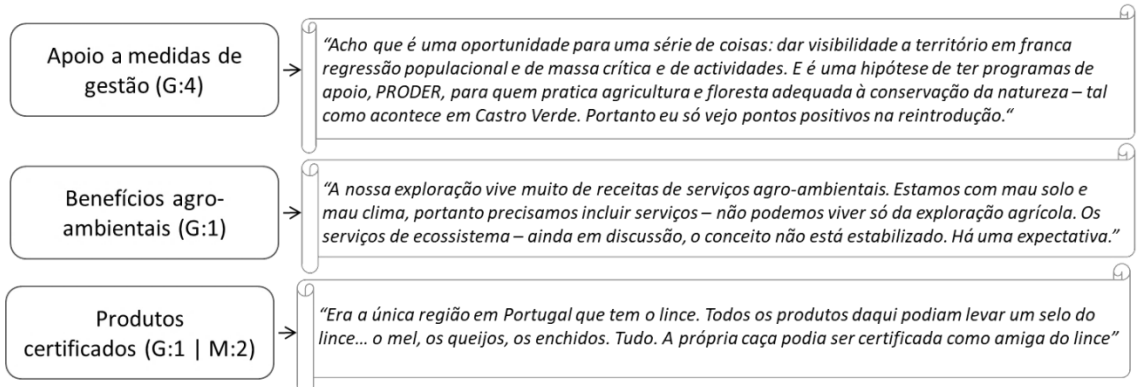 Apoio a medidas de
gestão (G:4)
“Acho que é uma oportunidade para uma série de coisas: dar visibilidade a território em franca
regressão populacional e de massa crítica e de actividades. E é uma hipótese de ter programas de
apoio, PRODER, para quem pratica agricultura e floresta adequada à conservação da natureza – tal
como acontece em Castro Verde. Portanto eu só vejo pontos positivos na reintrodução.“
Benefícios agro-
ambientais (G:1)
“A nossa exploração vive muito de receitas de serviços agro-ambientais. Estamos com mau solo e
mau clima, portanto precisamos incluir serviços – não podemos viver só da exploração agrícola. Os
serviços de ecossistema – ainda em discussão, o conceito não está estabilizado. Há uma expectativa.”
Produtos
certificados (G:1 | M:2)
“Era a única região em Portugal que tem o lince. Todos os produtos daqui podiam levar um selo do
lince… o mel, os queijos, os enchidos. Tudo. A própria caça podia ser certificada como amiga do lince”